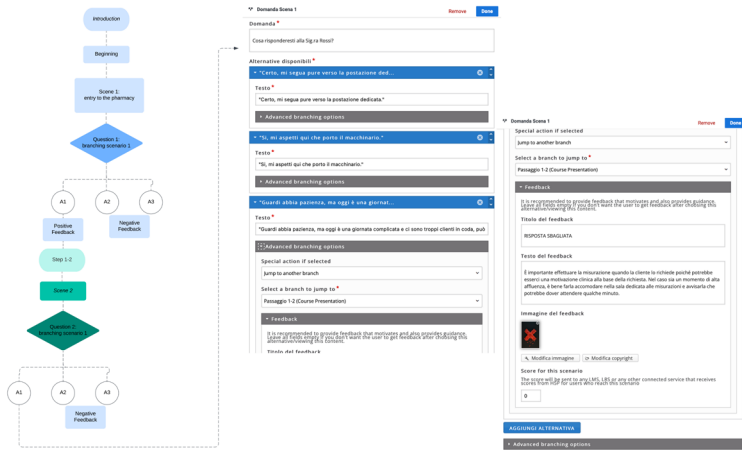 Introduction
Beginning
Scene 1:
entry to the pharmacy
Question 1:
branching scenario 1
A1
A2
A3
Positive
Feedback
Negative
Feedback
Step 1-2
Scene 2
Question 2:
branching scenario 1
A1
A2
A3
Negative
Feedback
Domanda Scena 1
Remove
Done
Domanda *
Cosa risponderesti alla Sig.ra Rossi?
Alternative disponibili *
"Certo, mi segua pure verso la postazione ded...
Testo *
"Certo, mi segua pure verso la postazione dedicata."
Advanced branching options
"Sì, mi aspetti qui che porto il macchinario."
Testo *
"Sì, mi aspetti qui che porto il macchinario."
Advanced branching options
"Guardi abbia pazienza, ma oggi è una giornat...
Testo *
"Guardi abbia pazienza, ma oggi è una giornata complicata e ci sono troppi clienti in coda, può
Advanced branching options
Special action if selected
Jump to another branch
Select a branch to jump to *
Passaggio 1-2 (Course Presentation)
Feedback
It is recommended to provide feedback that motivates and also provides guidance.
Leave all fields empty if you don't want the user to get feedback after choosing this
alternative/viewing this content.
Titolo del feedback
Domanda Scena 1
Remove
Done
Special action if selected
Jump to another branch
Select a branch to jump to *
Passaggio 1-2 (Course Presentation)
Feedback
It is recommended to provide feedback that motivates and also provides guidance.
Leave all fields empty if you don't want the user to get feedback after choosing this
alternative/viewing this content.
Titolo del feedback
RISPOSTA SBAGLIATA
Testo del feedback
È importante effettuare la misurazione quando la cliente lo richiede poiché potrebbe
esserci una motivazione clinica alla base della richiesta. Nel caso sia un momento di alta
affluenza, è bene farla accomodare nella sala dedicata alle misurazioni e avvisarla che
potrebbe dover attendere qualche minuto.
Immagine del feedback
Modifica immagine
Modifica copyright
Score for this scenario
The score will be sent to any LMS, LRS or any other connected service that receives
scores from H5P for users who reach this scenario
0
AGGIUNGI ALTERNATIVA
Advanced branching options